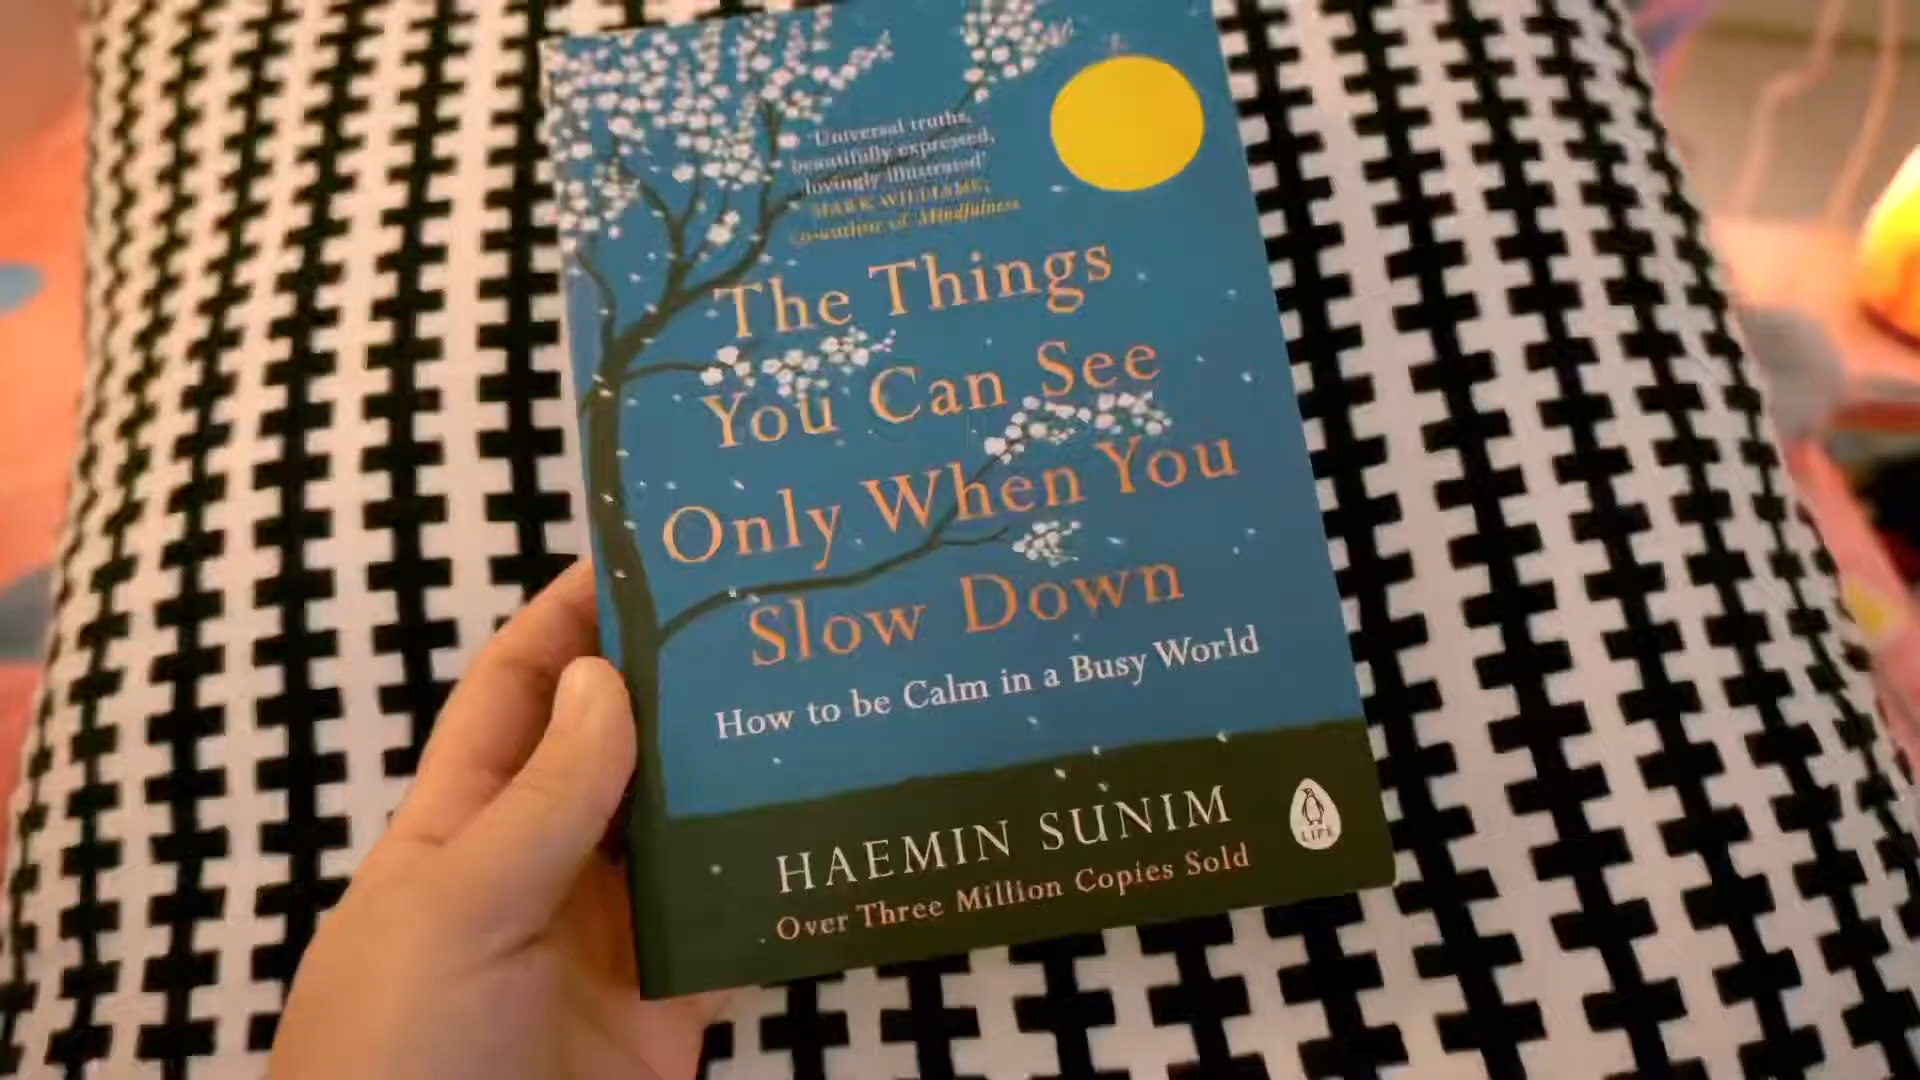 'Universal truths,
beautifully expressed,
lovingly illustrated'
MARK WILLIAMS,
co-author of Mindfulness
The Things
You Can See
Only When You
Slow Down
How to be Calm in a Busy World
HAEMIN SUNIM
LIFE
Over Three Million Copies Sold